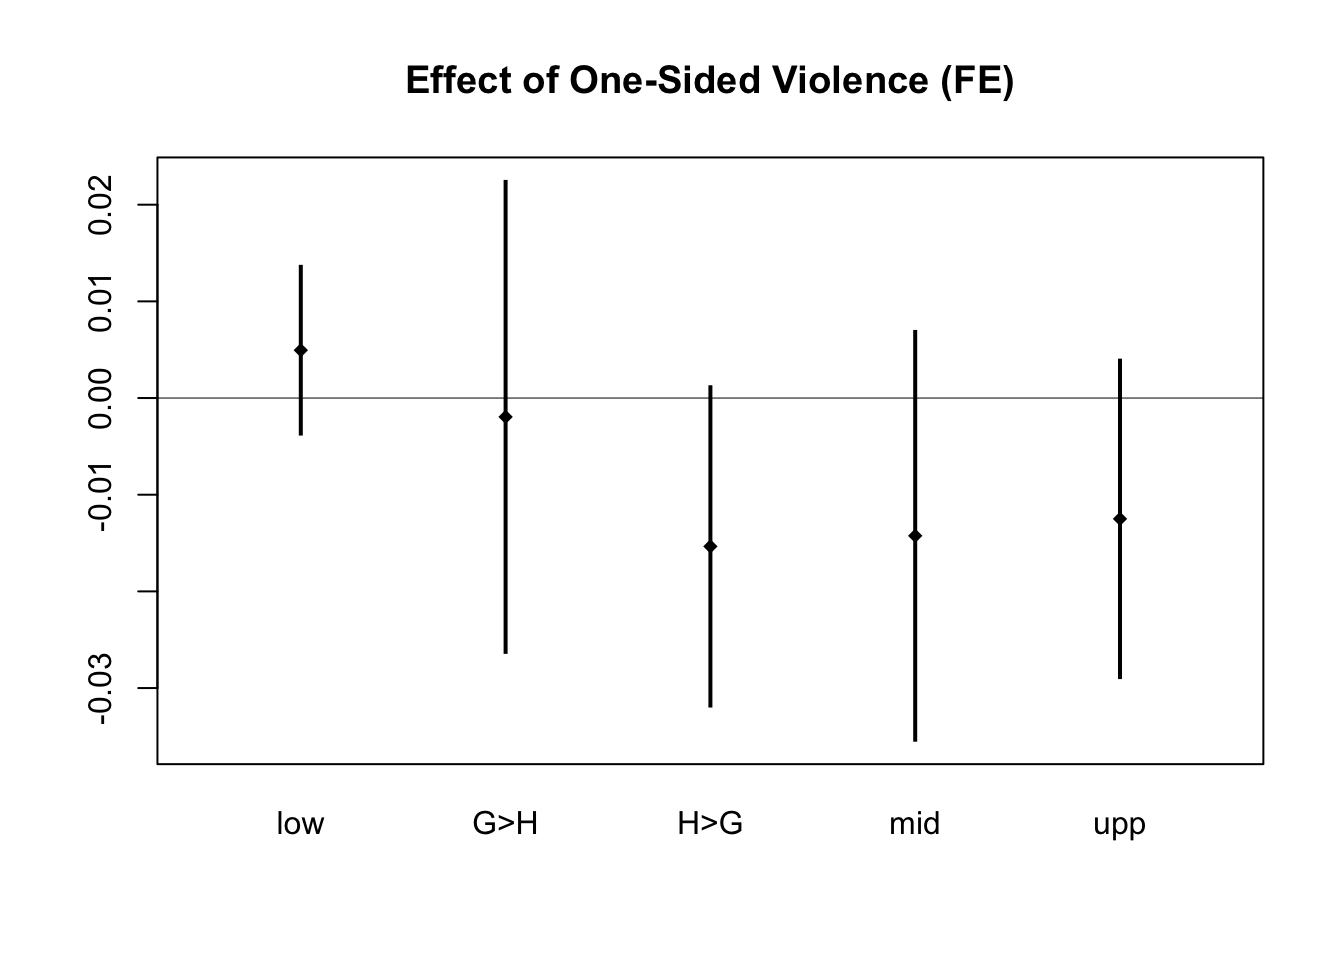 Effect of One-Sided Violence (FE)
0.02
0.01
0.00
-0.01
-0.03
low G>H H>G mid upp